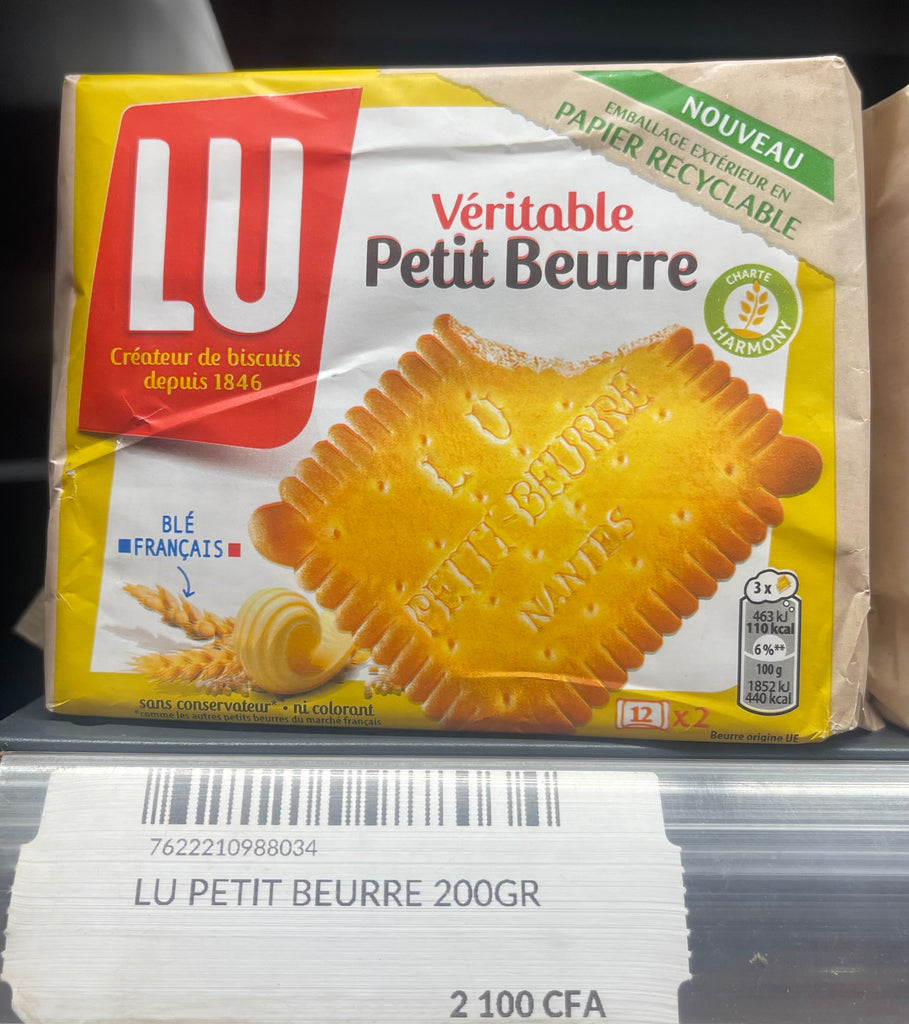 NOUVEAU
EMBALLAGE EXTÉRIEUR EN
PAPIER RECYCLABLE
LU
Créateur de biscuits
depuis 1846
Véritable
Petit Beurre
CHARTE
HARMONY
LU
PETIT-BEURRE
NANTES
BLÉ
FRANÇAIS
3x
463 kJ
110 kcal
6%**
100 g
1852 kJ
440 kcal
sans conservateur* • ni colorant
*comme les autres petits beurres du marché français
12 x 2
Beurre origine UE
7622210988034
LU PETIT BEURRE 200GR
2 100 CFA